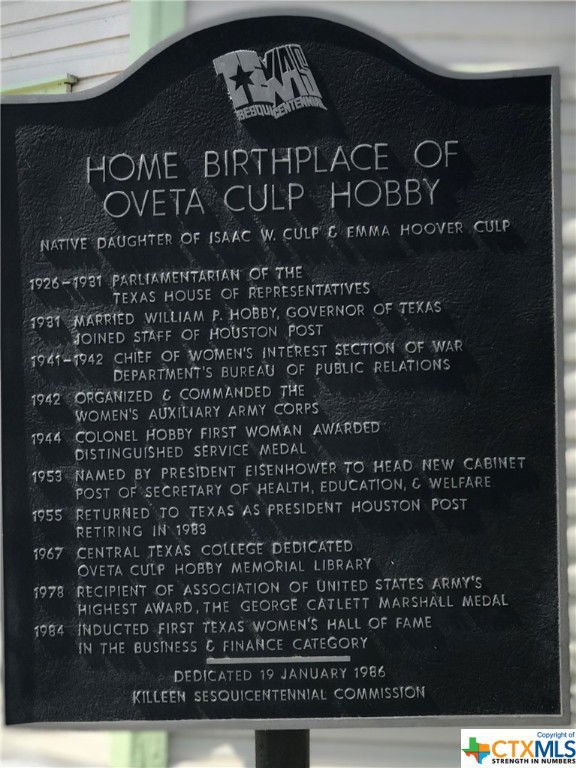 TEXAS
SESQUICENTENNIAL
HOME BIRTHPLACE OF
OVETA CULP HOBBY
NATIVE DAUGHTER OF ISAAC W. CULP & EMMA HOOVER CULP
1926-1931 PARLIAMENTARIAN OF THE
TEXAS HOUSE OF REPRESENTATIVES
1931 MARRIED WILLIAM P. HOBBY, GOVERNOR OF TEXAS
JOINED STAFF OF HOUSTON POST
1941-1942 CHIEF OF WOMEN'S INTEREST SECTION OF WAR
DEPARTMENT'S BUREAU OF PUBLIC RELATIONS
1942 ORGANIZED & COMMANDED THE
WOMEN'S AUXILIARY ARMY CORPS
1944 COLONEL HOBBY FIRST WOMAN AWARDED
DISTINGUISHED SERVICE MEDAL
1953 NAMED BY PRESIDENT EISENHOWER TO HEAD NEW CABINET
POST OF SECRETARY OF HEALTH, EDUCATION, & WELFARE
1955 RETURNED TO TEXAS AS PRESIDENT HOUSTON POST
RETIRING IN 1983
1967 CENTRAL TEXAS COLLEGE DEDICATED
OVETA CULP HOBBY MEMORIAL LIBRARY
1978 RECIPIENT OF ASSOCIATION OF UNITED STATES ARMY'S
HIGHEST AWARD, THE GEORGE CATLETT MARSHALL MEDAL
1984 INDUCTED FIRST TEXAS WOMEN'S HALL OF FAME
IN THE BUSINESS & FINANCE CATEGORY
DEDICATED 19 JANUARY 1986
KILLEEN SESQUICENTENNIAL COMMISSION
Copyright of
CTXMLS
STRENGTH IN NUMBERS